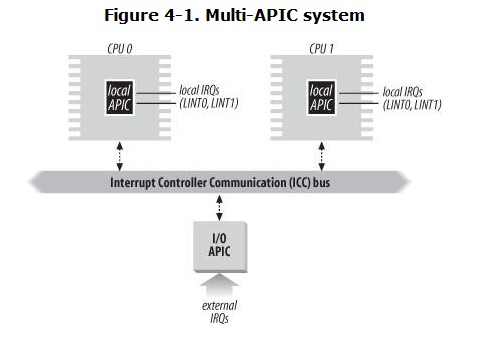 Figure 4-1. Multi-APIC system
CPU 0
CPU 1
local
APIC
local IRQs
(LINT0, LINT1)
local
APIC
local IRQs
(LINT0, LINT1)
Interrupt Controller Communication (ICC) bus
I/O
APIC
external
IRQs